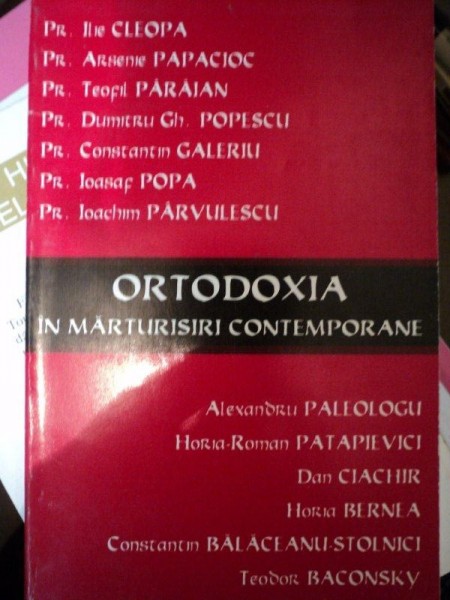 Pr. Ilie CLEOPA
Pr. Arsenie PAPACIOC
Pr. Teofil PĂRĂIAN
Pr. Dumitru Gh. POPESCU
Pr. Constantin GALERIU
Pr. Ioasaf POPA
Pr. Ioachim PÂRVULESCU
ORTODOXIA
ÎN MĂRTURISIRI CONTEMPORANE
Alexandru PALEOLOGU
Horia-Roman PATAPIEVICI
Dan CIACHIR
Horia BERNEA
Constantin BĂLĂCEANU-STOLNICI
Teodor BACONSKY